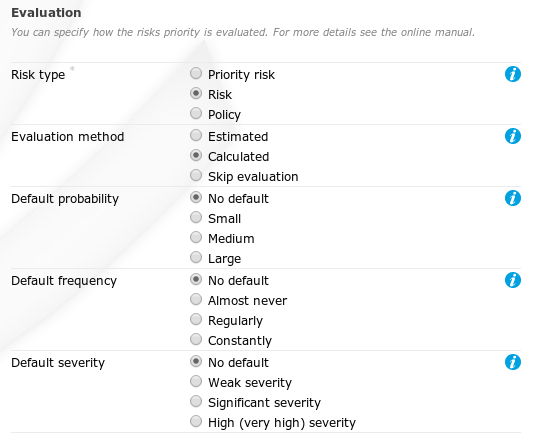 Evaluation
You can specify how the risks priority is evaluated. For more details see the online manual.
Risk type *
Priority risk
Risk
Policy
Evaluation method
Estimated
Calculated
Skip evaluation
Default probability
No default
Small
Medium
Large
Default frequency
No default
Almost never
Regularly
Constantly
Default severity
No default
Weak severity
Significant severity
High (very high) severity